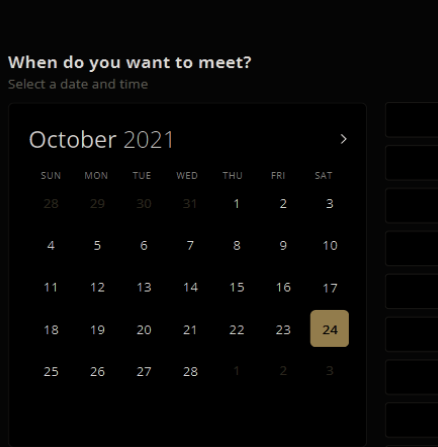 When do you want to meet?
Select a date and time
October 2021
SUN MON TUE WED THU FRI SAT
28 29 30 31 1 2 3
4 5 6 7 8 9 10
11 12 13 14 15 16 17
18 19 20 21 22 23 24
25 26 27 28 1 2 3